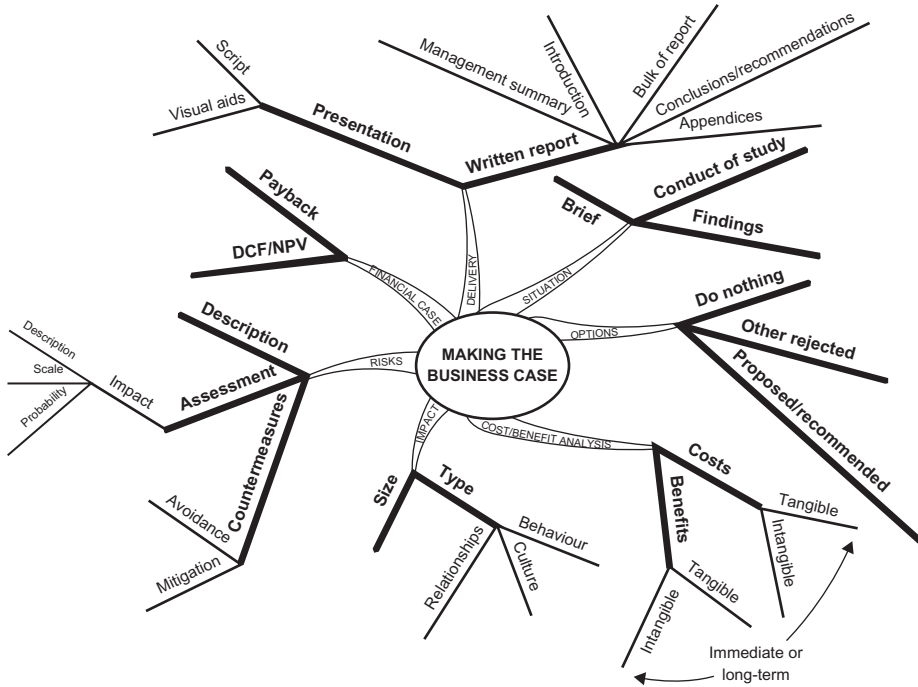 MAKING THE
BUSINESS CASE
DELIVERY
Presentation
Script
Visual aids
Written report
Management summary
Introduction
Bulk of report
Conclusions/recommendations
Appendices
SITUATION
Brief
Conduct of study
Findings
OPTIONS
Do nothing
Other rejected
Proposed/recommended
COST/BENEFIT ANALYSIS
Costs
Tangible
Intangible
Benefits
Tangible
Intangible
Immediate or
long-term
IMPACT
Type
Behaviour
Culture
Relationships
Size
RISKS
Description
Assessment
Impact
Description
Scale
Probability
Countermeasures
Avoidance
Mitigation
FINANCIAL CASE
Payback
DCF/NPV